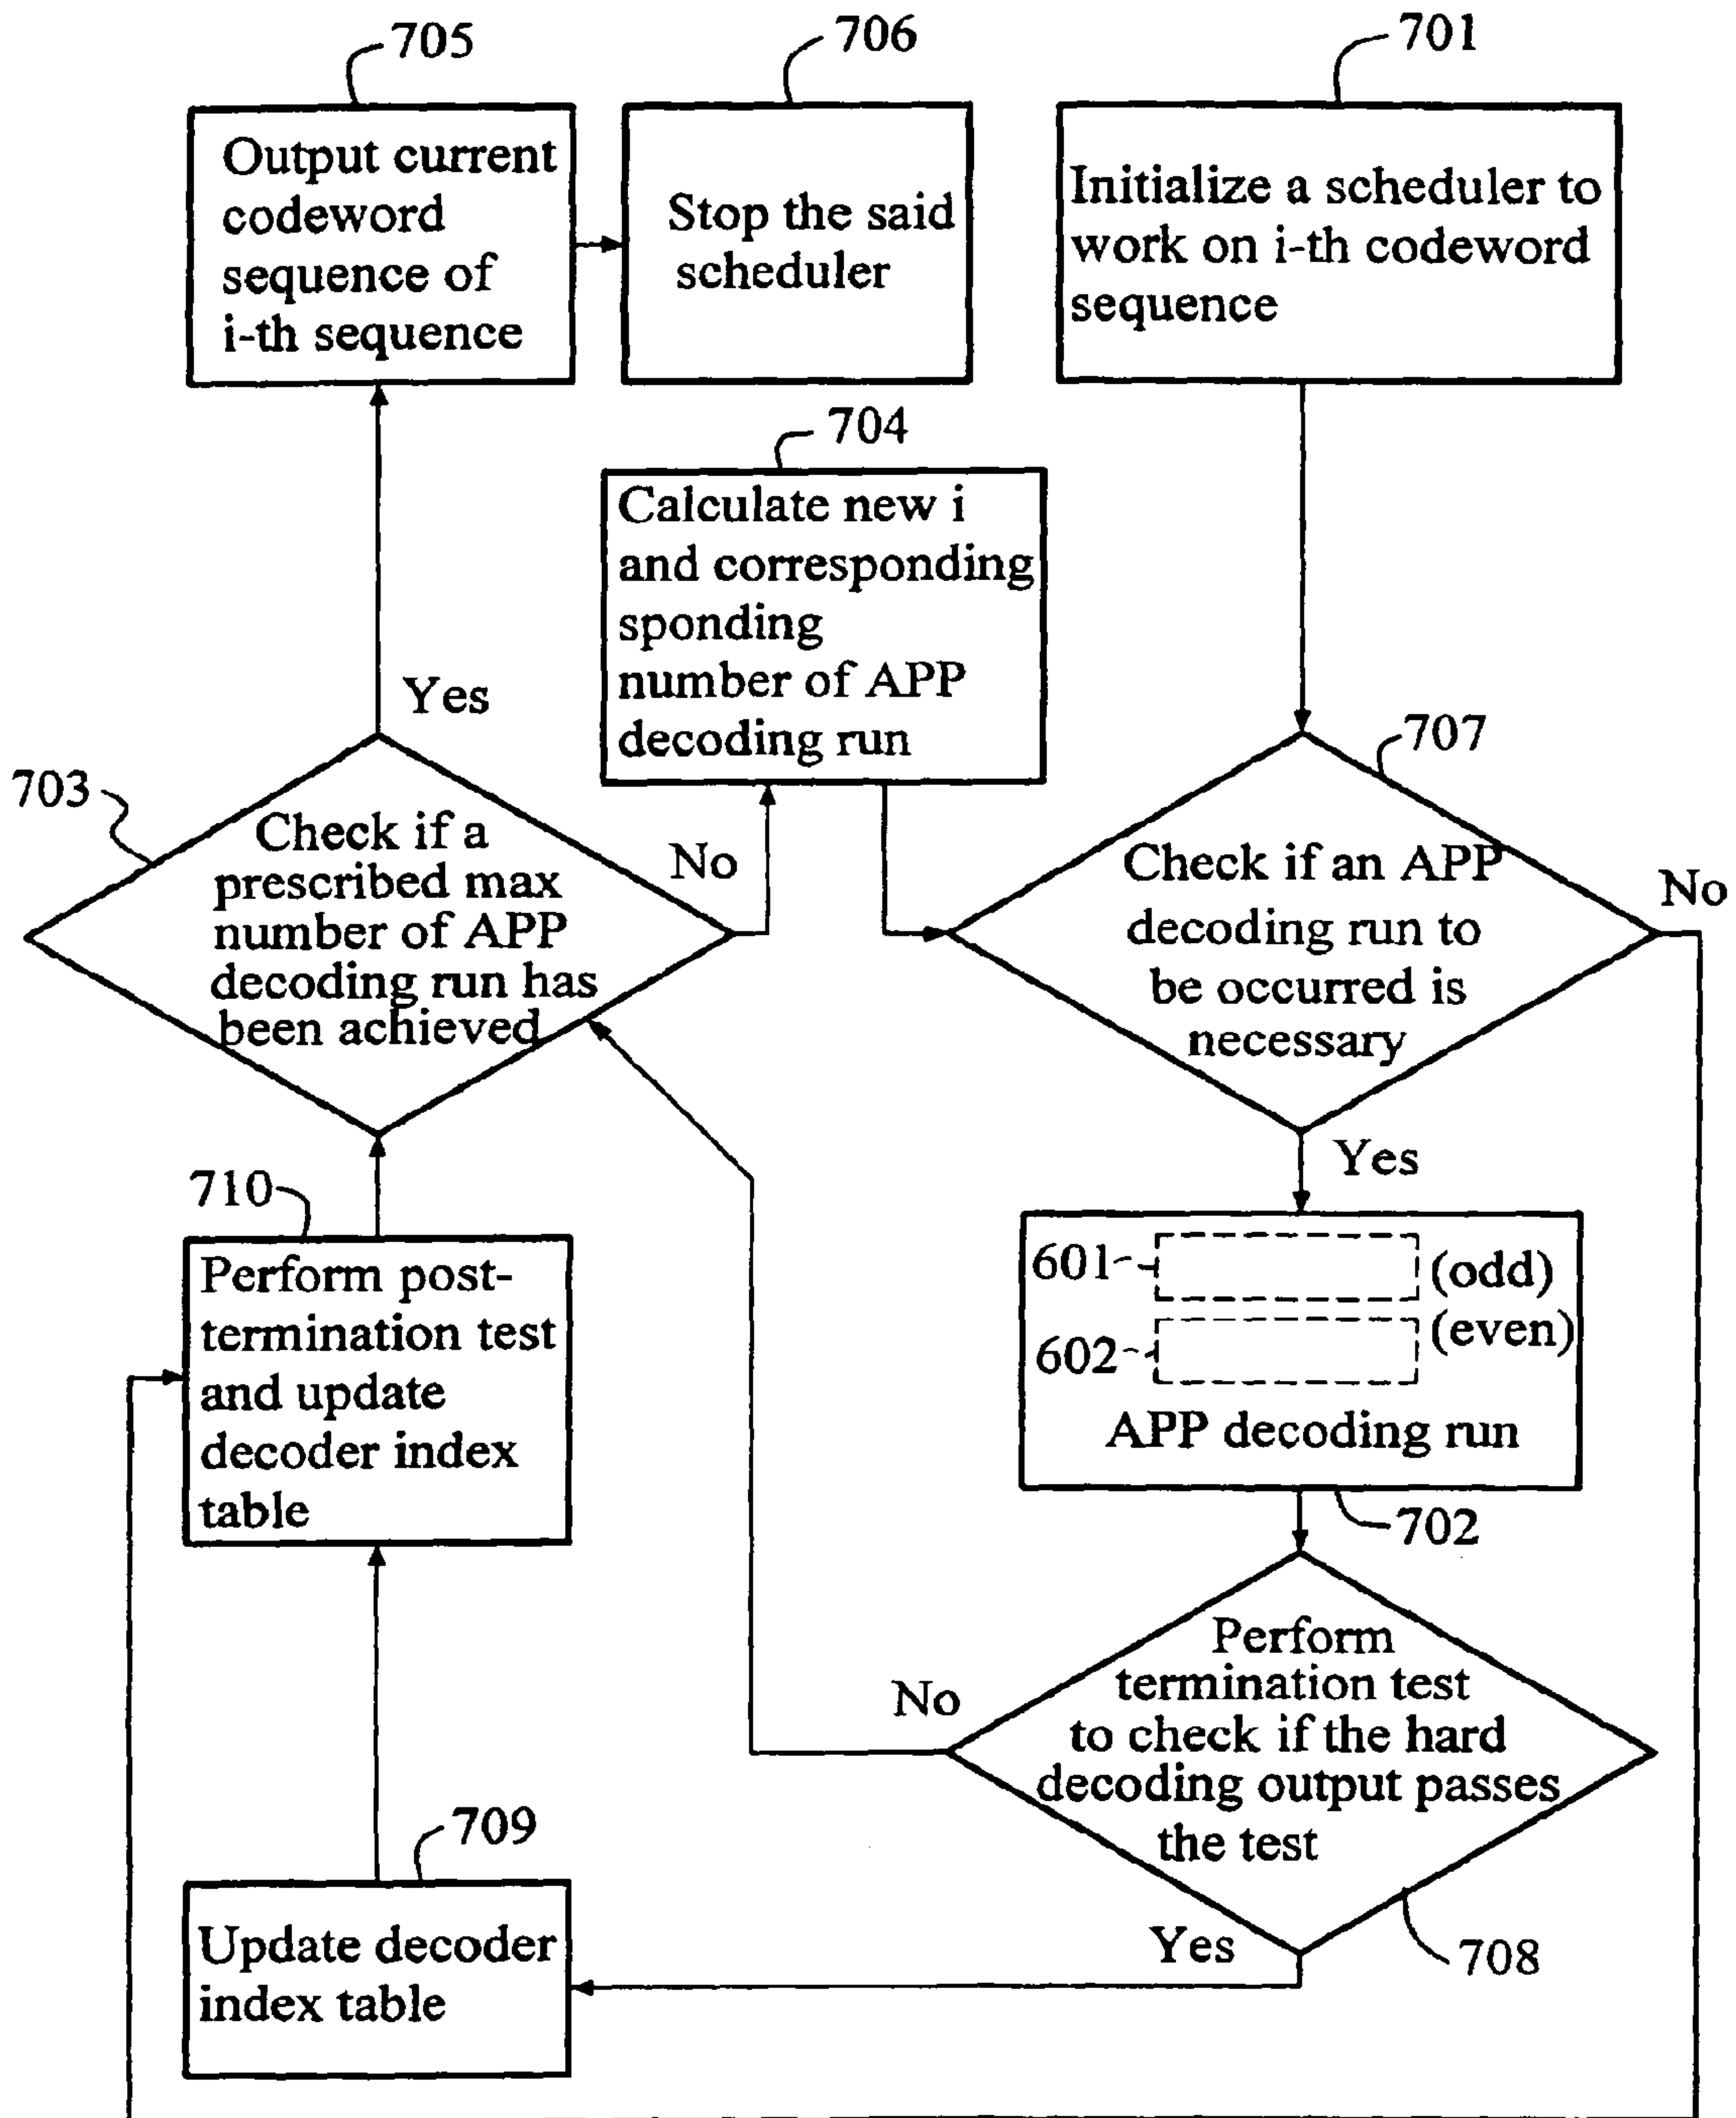 705
706
701
Output current
codeword
sequence of
i-th sequence
Stop the said
scheduler
Initialize a scheduler to
work on i-th codeword
sequence
704
Calculate new i
and corresponding
sponding
number of APP
decoding run
Yes
703
Check if a
prescribed max
number of APP
decoding run has
been achieved
No
707
Check if an APP
decoding run to
be occurred is
necessary
No
Yes
710
Perform post-
termination test
and update
decoder index
table
601
(odd)
602
(even)
APP decoding run
702
Perform
termination test
to check if the hard
decoding output passes
the test
No
Yes
708
709
Update decoder
index table